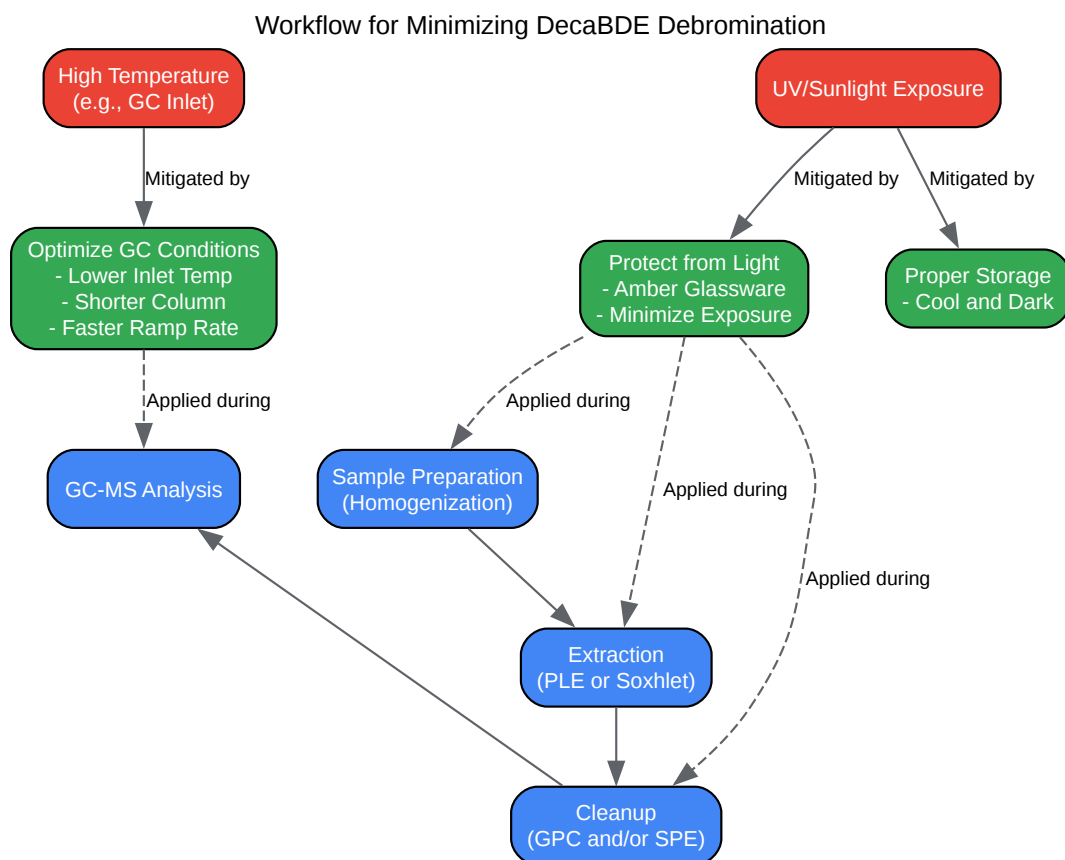 Workflow for Minimizing DecaBDE Debromination
High Temperature
(e.g., GC Inlet)
UV/Sunlight Exposure
Mitigated by
Mitigated by
Mitigated by
Optimize GC Conditions
- Lower Inlet Temp
- Shorter Column
- Faster Ramp Rate
Protect from Light
- Amber Glassware
- Minimize Exposure
Proper Storage
- Cool and Dark
Applied during
Applied during
GC-MS Analysis
Sample Preparation
(Homogenization)
Applied during
Applied during
Extraction
(PLE or Soxhlet)
Cleanup
(GPC and/or SPE)